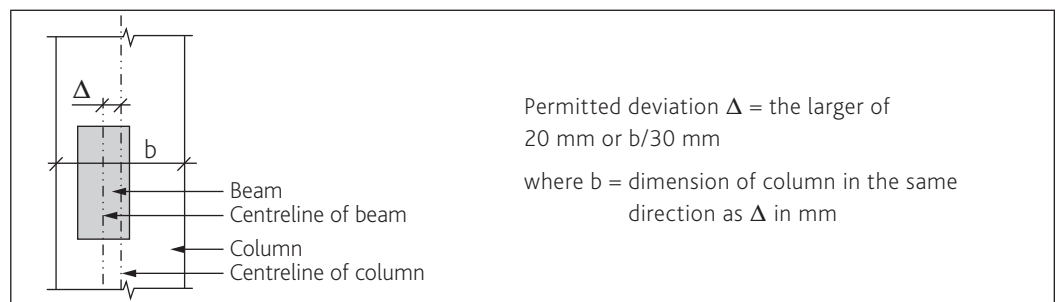 Δ
b
Beam
Centreline of beam
Column
Centreline of column
Permitted deviation Δ = the larger of
20 mm or b/30 mm
where b = dimension of column in the same
direction as Δ in mm